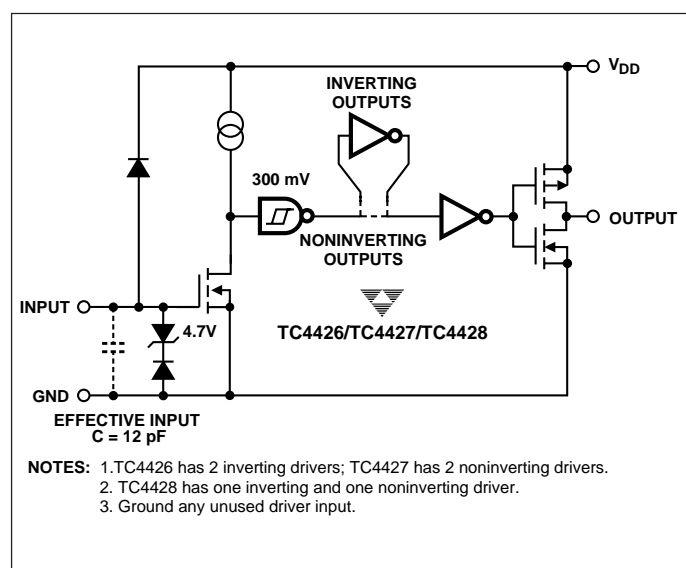 V_DD
INVERTING
OUTPUTS
300 mV
OUTPUT
NONINVERTING
OUTPUTS
INPUT
4.7V
TC4426/TC4427/TC4428
GND
EFFECTIVE INPUT
C = 12 pF
NOTES: 1.TC4426 has 2 inverting drivers; TC4427 has 2 noninverting drivers.
2. TC4428 has one inverting and one noninverting driver.
3. Ground any unused driver input.